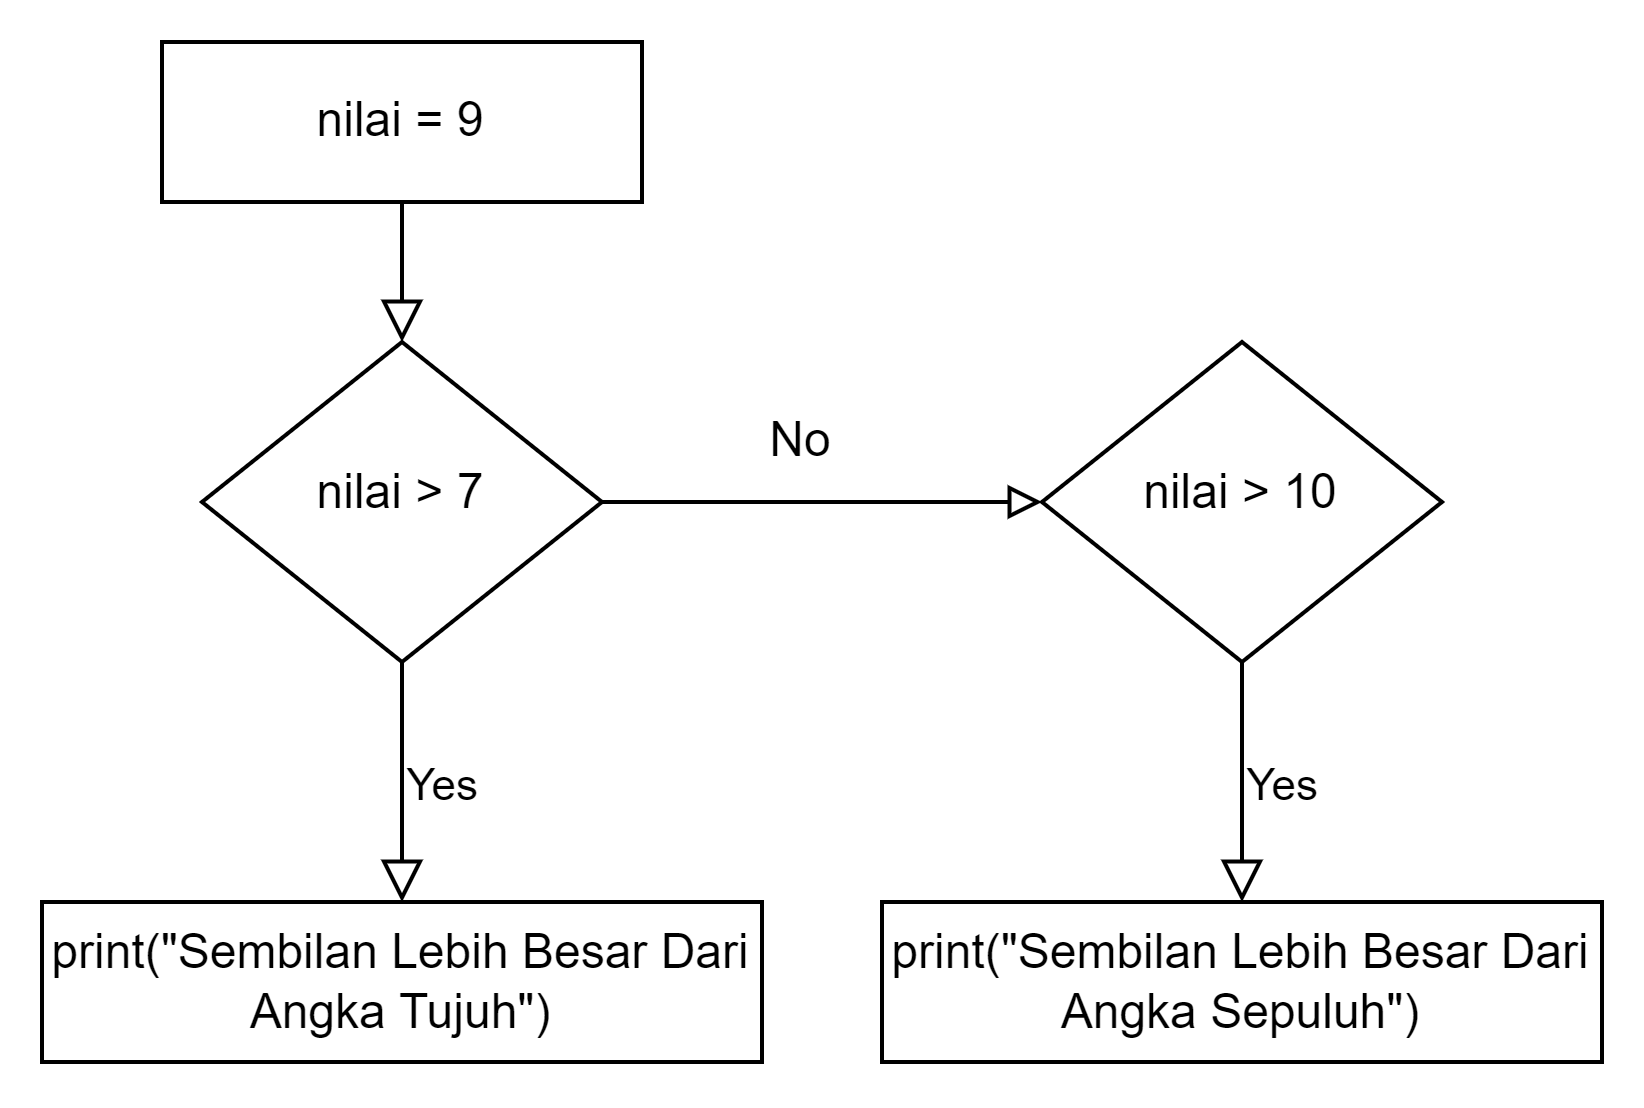 nilai = 9
nilai > 7
No
nilai > 10
Yes
Yes
print("Sembilan Lebih Besar Dari
Angka Tujuh")
print("Sembilan Lebih Besar Dari
Angka Sepuluh")